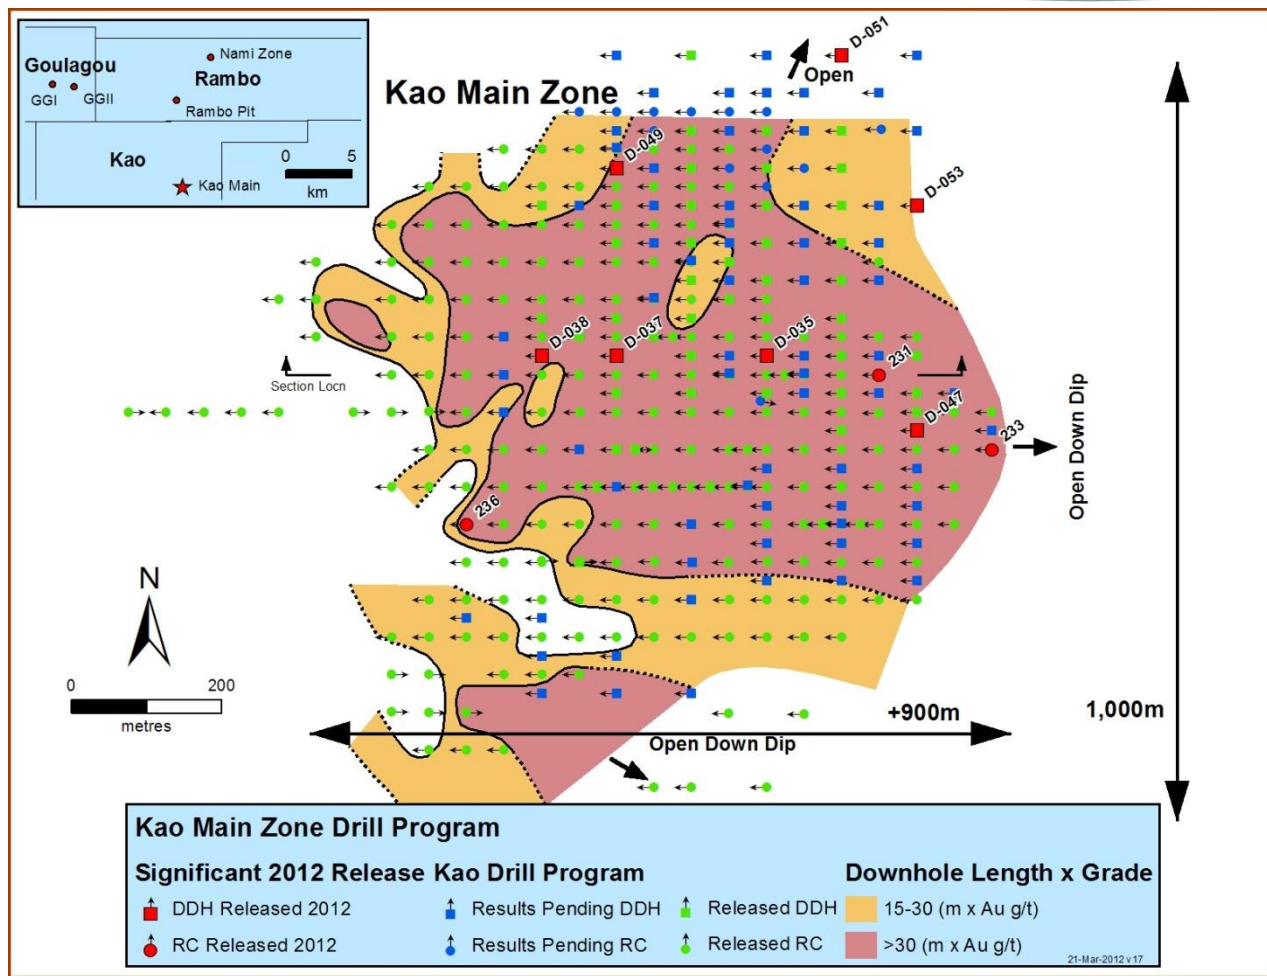 Nami Zone
Goulagou
Rambo
GGI
GGII
Rambo Pit
Kao
0 5
km
Kao Main
Kao Main Zone
Open
D-051
D-049
D-053
D-038
D-037
D-035
231
Section Locn
D-047
233
Open Down Dip
236
N
0 200
metres
+900m
1,000m
Open Down Dip
Kao Main Zone Drill Program
Significant 2012 Release
DDH Released 2012
RC Released 2012
Kao Drill Program
Results Pending DDH
Released DDH
Results Pending RC
Released RC
Downhole Length x Grade
15-30 (m x Au g/t)
>30 (m x Au g/t)
21-Mar-2012 v17